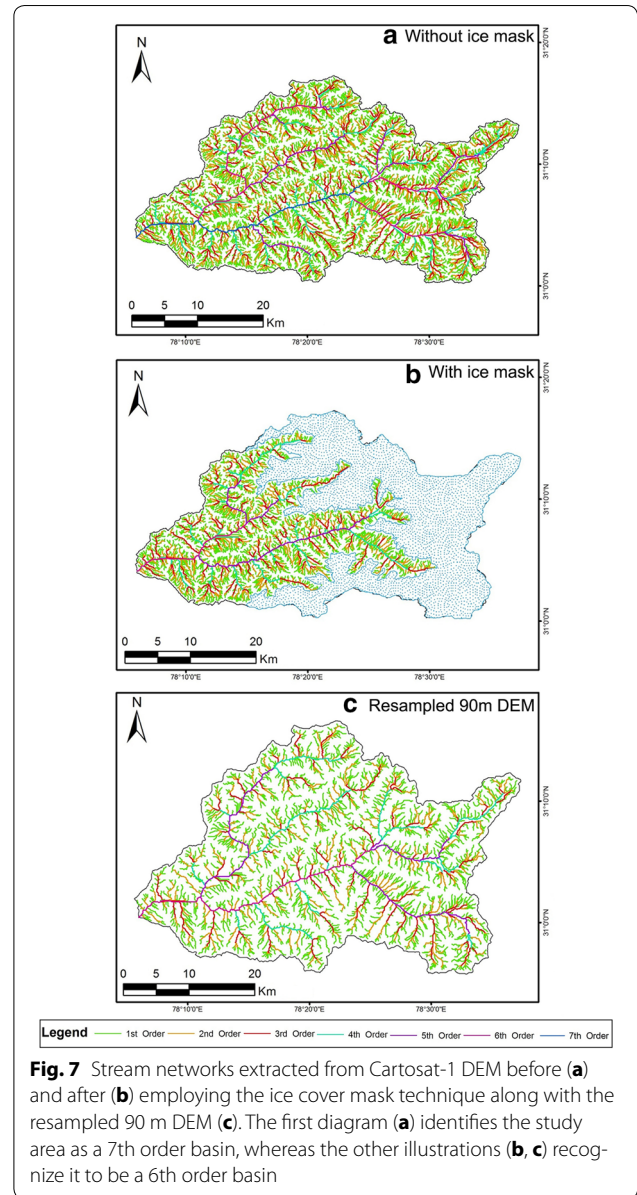 a Without ice mask
N
31°20'0"N
31°10'0"N
31°0'0"N
0 5 10 20
Km
78°10'0"E 78°20'0"E 78°30'0"E
b With ice mask
N
31°20'0"N
31°10'0"N
31°0'0"N
0 5 10 20
Km
78°10'0"E 78°20'0"E 78°30'0"E
c Resampled 90m DEM
N
31°10'0"N
31°0'0"N
0 5 10 20
Km
78°10'0"E 78°20'0"E 78°30'0"E
Legend 1st Order 2nd Order 3rd Order 4th Order 5th Order 6th Order 7th Order
Fig. 7 Stream networks extracted from Cartosat-1 DEM before (a)
and after (b) employing the ice cover mask technique along with the
resampled 90 m DEM (c). The first diagram (a) identifies the study
area as a 7th order basin, whereas the other illustrations (b, c) recog-
nize it to be a 6th order basin